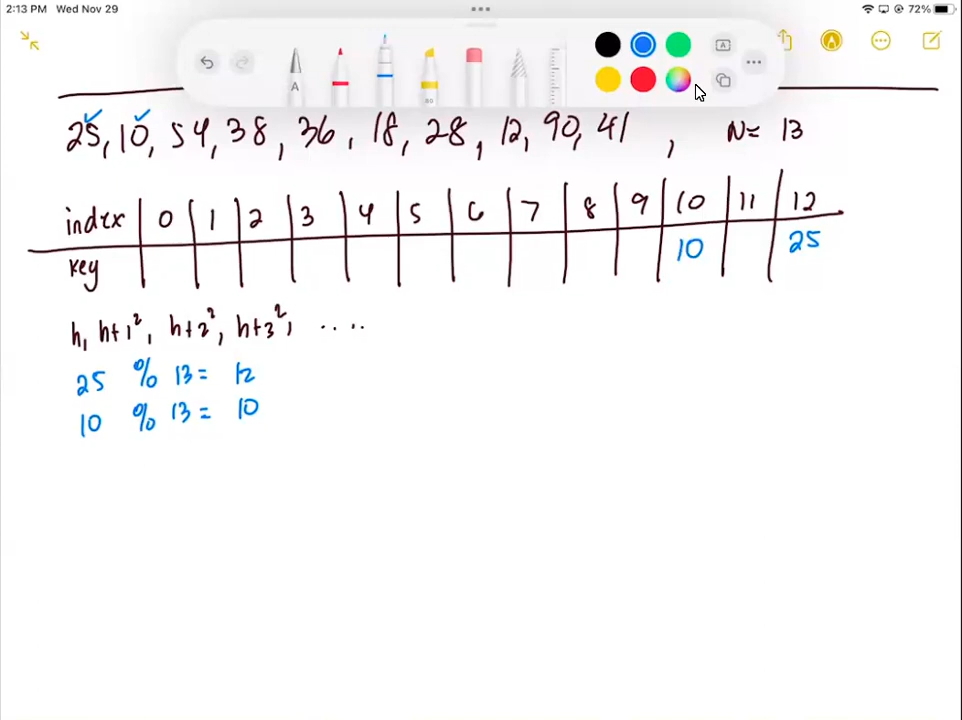 2:13 PM Wed Nov 29
72%
A
80
A
25, 10, 54, 38, 36, 18, 28, 12, 90, 41, N= 13
index 0 1 2 3 4 5 6 7 8 9 10 11 12
key 10 25
h, h+1², h+2², h+3², .....
25 % 13 = 12
10 % 13 = 10